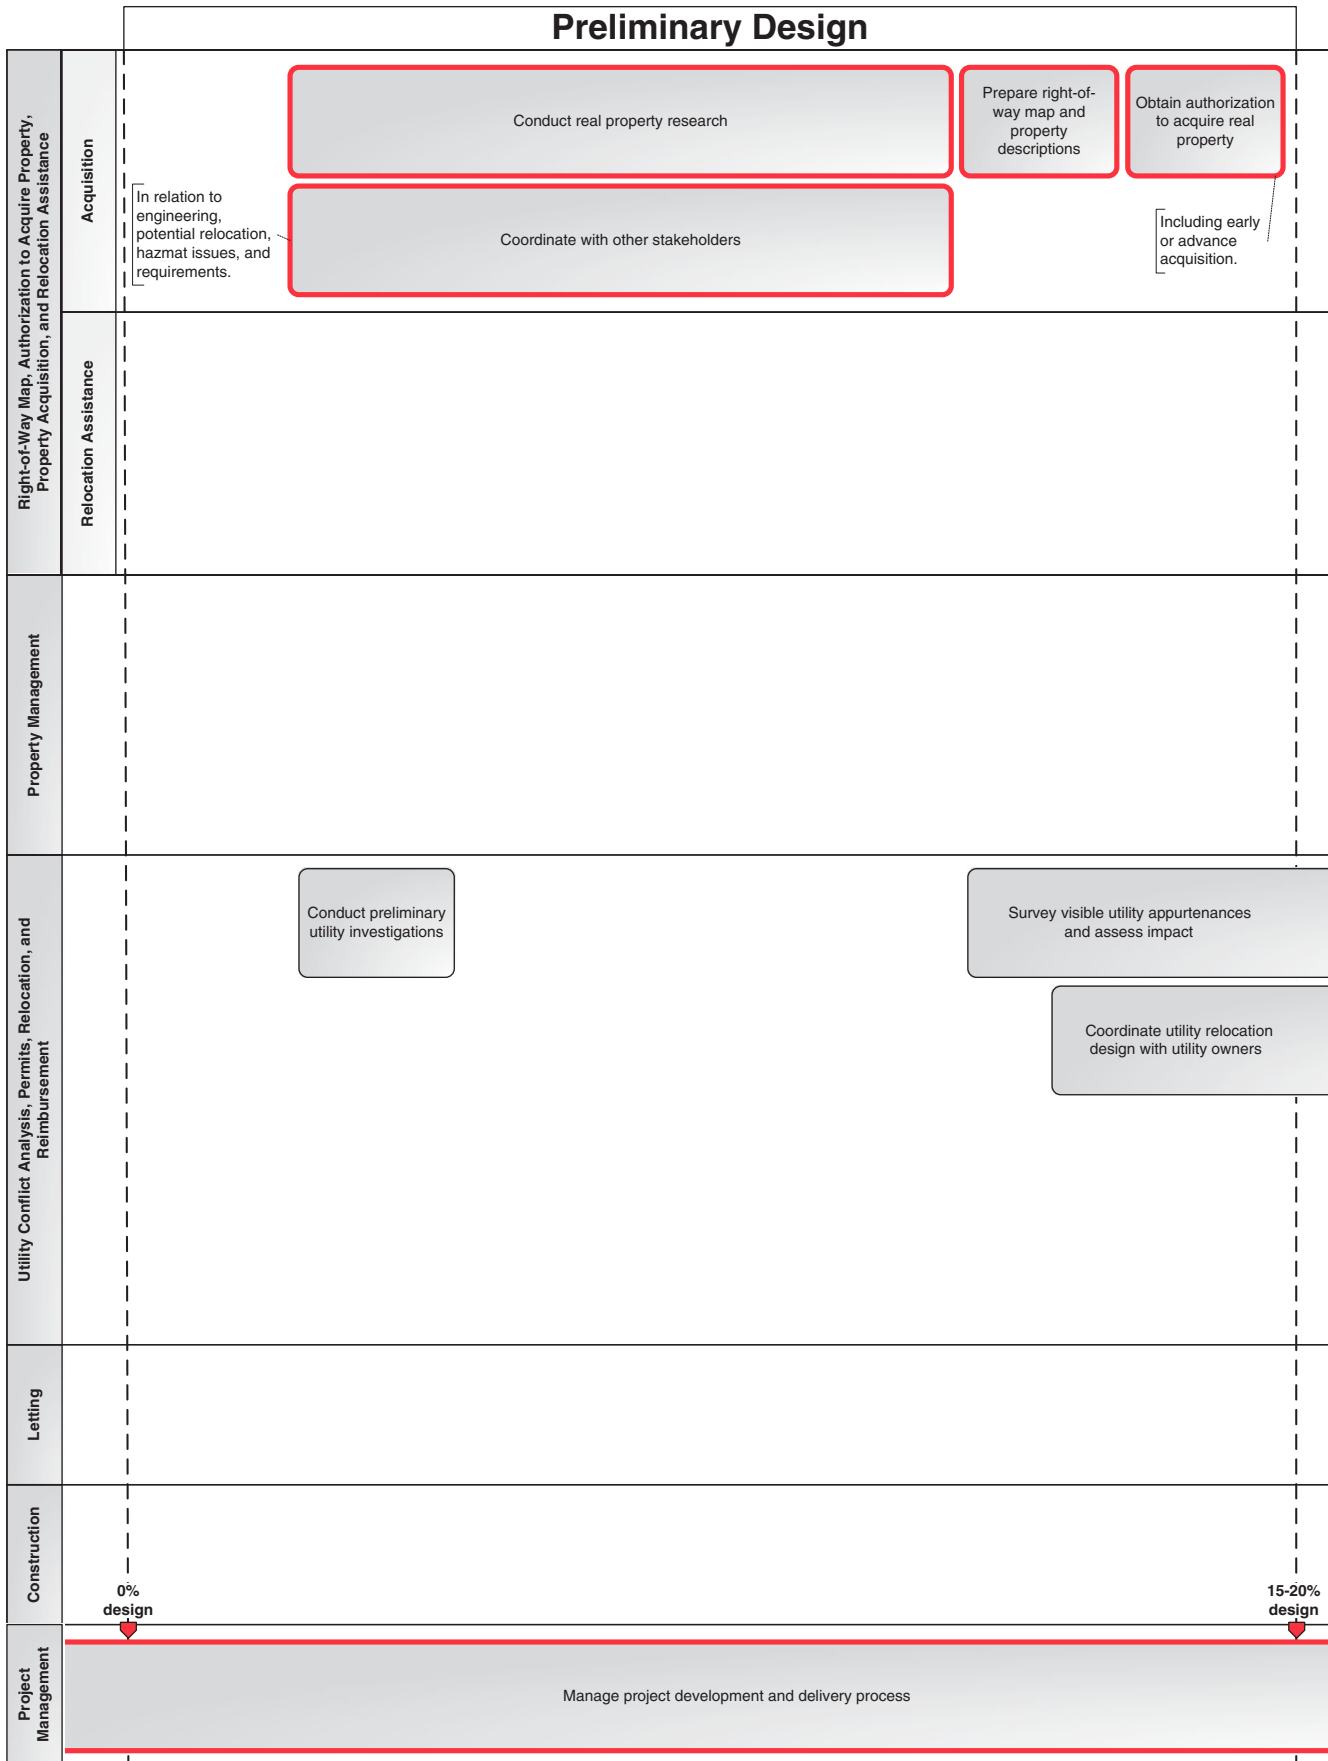 Preliminary Design
Right-of-Way Map, Authorization to Acquire Property,
Property Acquisition, and Relocation Assistance
Acquisition
Conduct real property research
Prepare right-of-
way map and
property
descriptions
Obtain authorization
to acquire real
property
In relation to
engineering,
potential relocation,
hazmat issues, and
requirements.
Coordinate with other stakeholders
Including early
or advance
acquisition.
Relocation Assistance
Property Management
Utility Conflict Analysis, Permits, Relocation, and
Reimbursement
Conduct preliminary
utility investigations
Survey visible utility appurtenances
and assess impact
Coordinate utility relocation
design with utility owners
Letting
Construction
0%
design
15-20%
design
Project
Management
Manage project development and delivery process